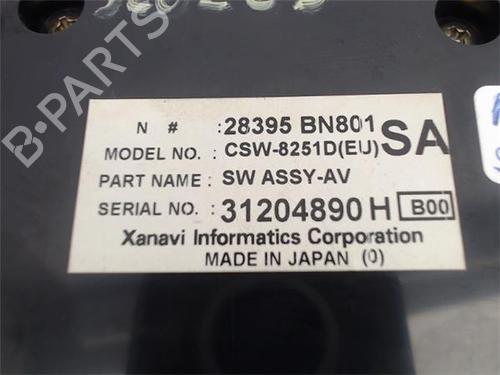 N # : 28395 BN801 SA
MODEL NO. : CSW-8251D(EU)
PART NAME : SW ASSY-AV
SERIAL NO. : 31204890 H B00
Xanavi Informatics Corporation
MADE IN JAPAN (0)
B-PARTS